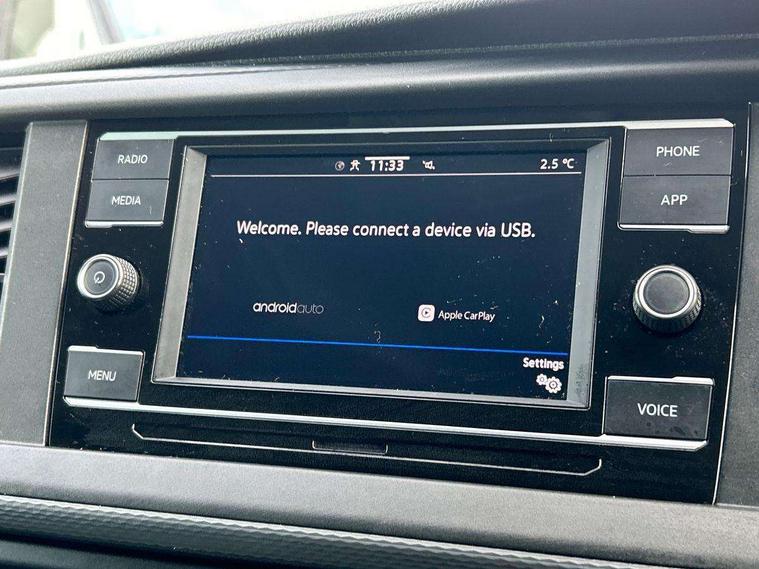 RADIO
MEDIA
MENU
11:33
2.5 °C
Welcome. Please connect a device via USB.
androidauto
Apple CarPlay
Settings
PHONE
APP
VOICE